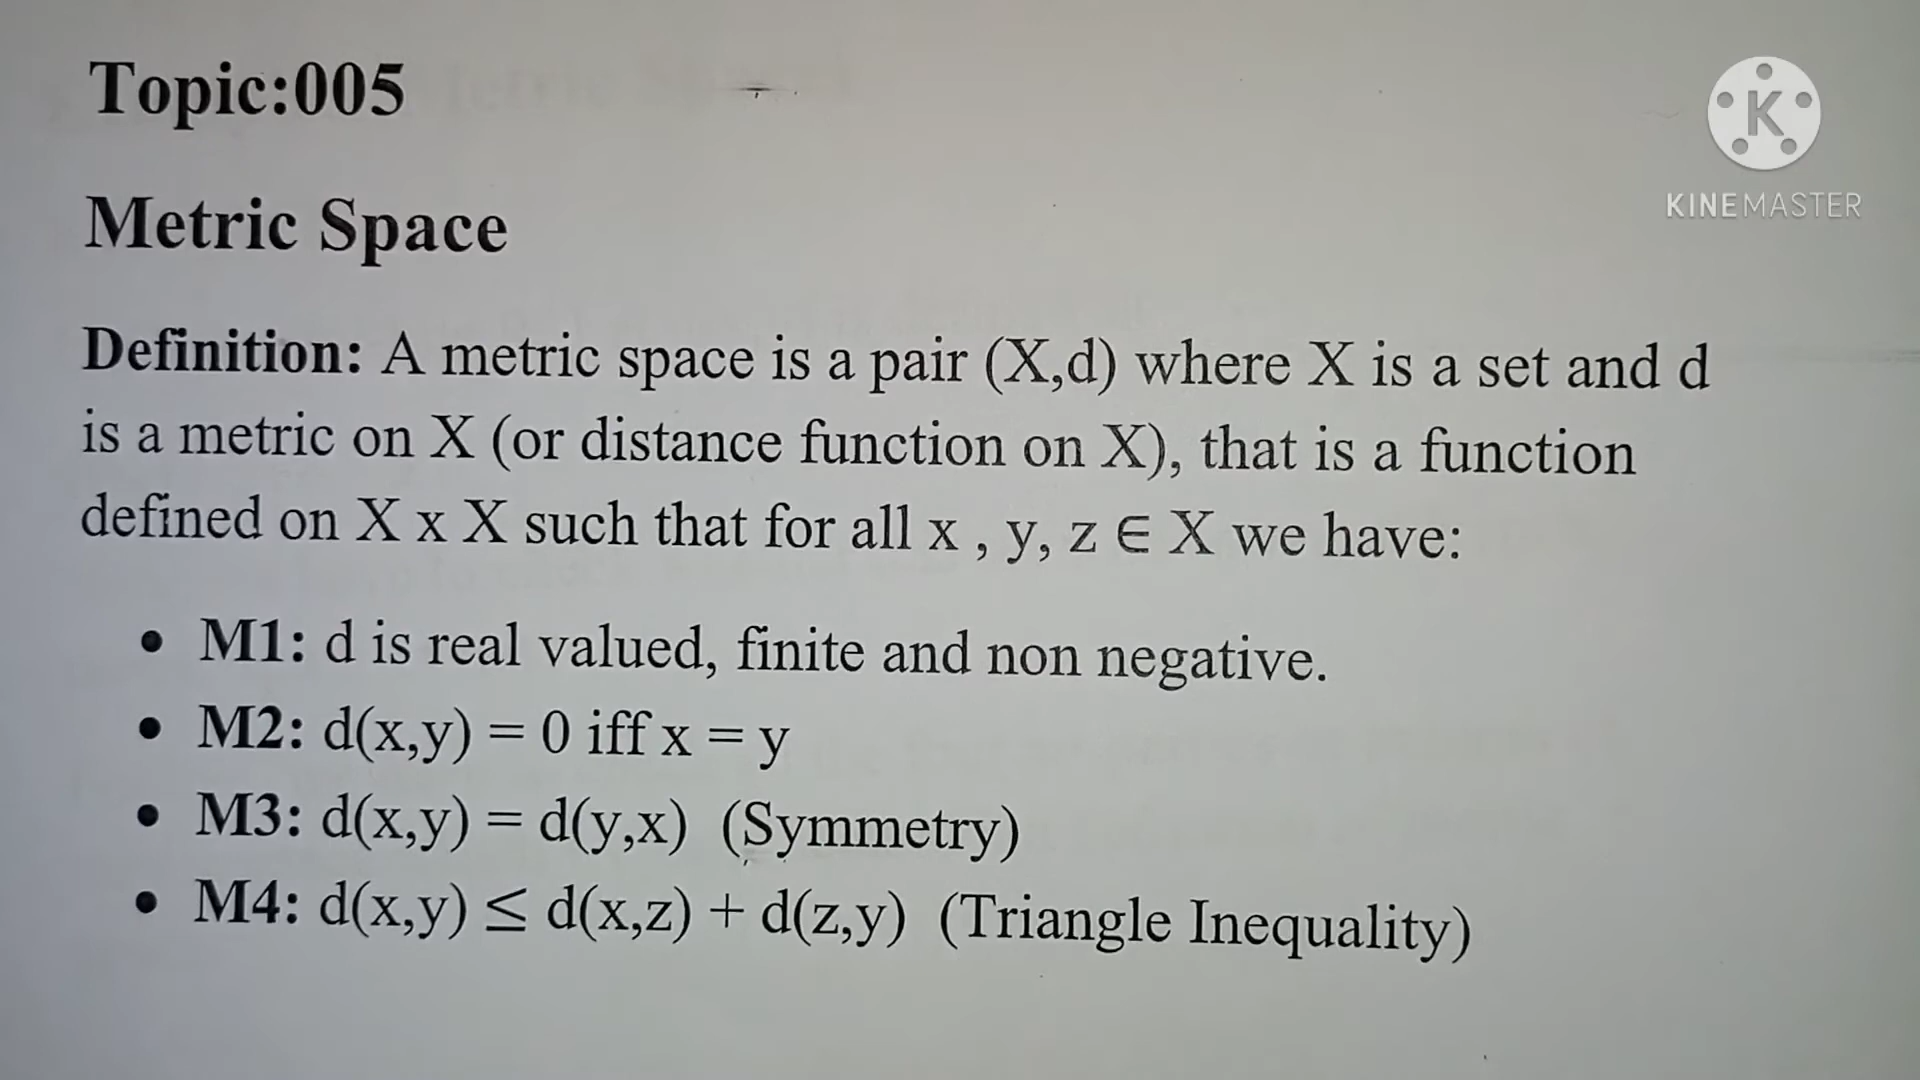 Topic:005
K
KINEMASTER
Metric Space
Definition: A metric space is a pair (X,d) where X is a set and d
is a metric on X (or distance function on X), that is a function
defined on X x X such that for all x , y, z ∈ X we have:
• M1: d is real valued, finite and non negative.
• M2: d(x,y) = 0 iff x = y
• M3: d(x,y) = d(y,x) (Symmetry)
• M4: d(x,y) ≤ d(x,z) + d(z,y) (Triangle Inequality)